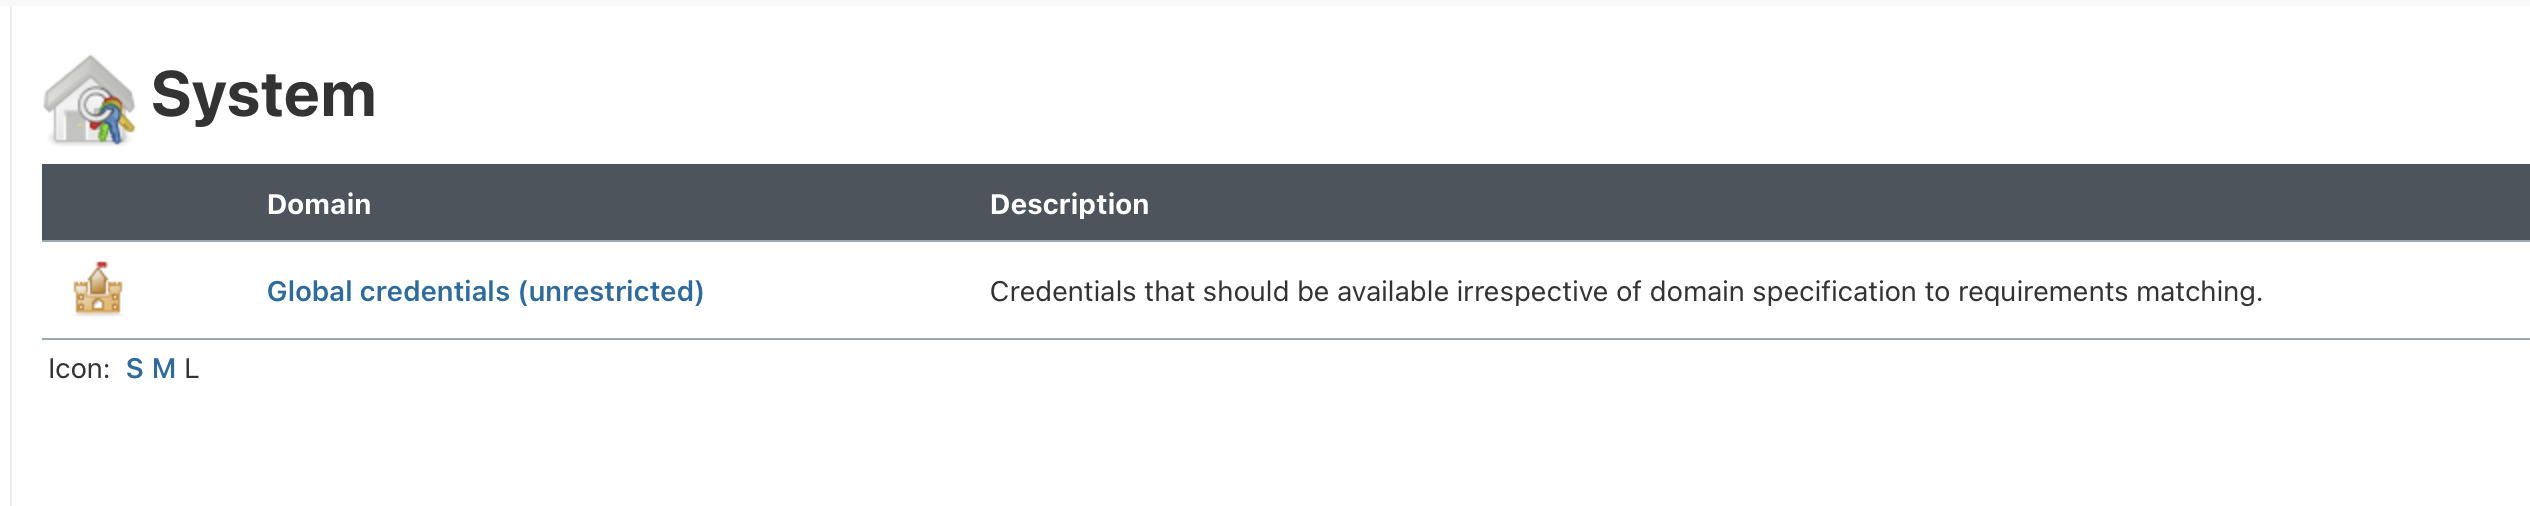 System
Domain Description
Global credentials (unrestricted) Credentials that should be available irrespective of domain specification to requirements matching.
Icon: S M L